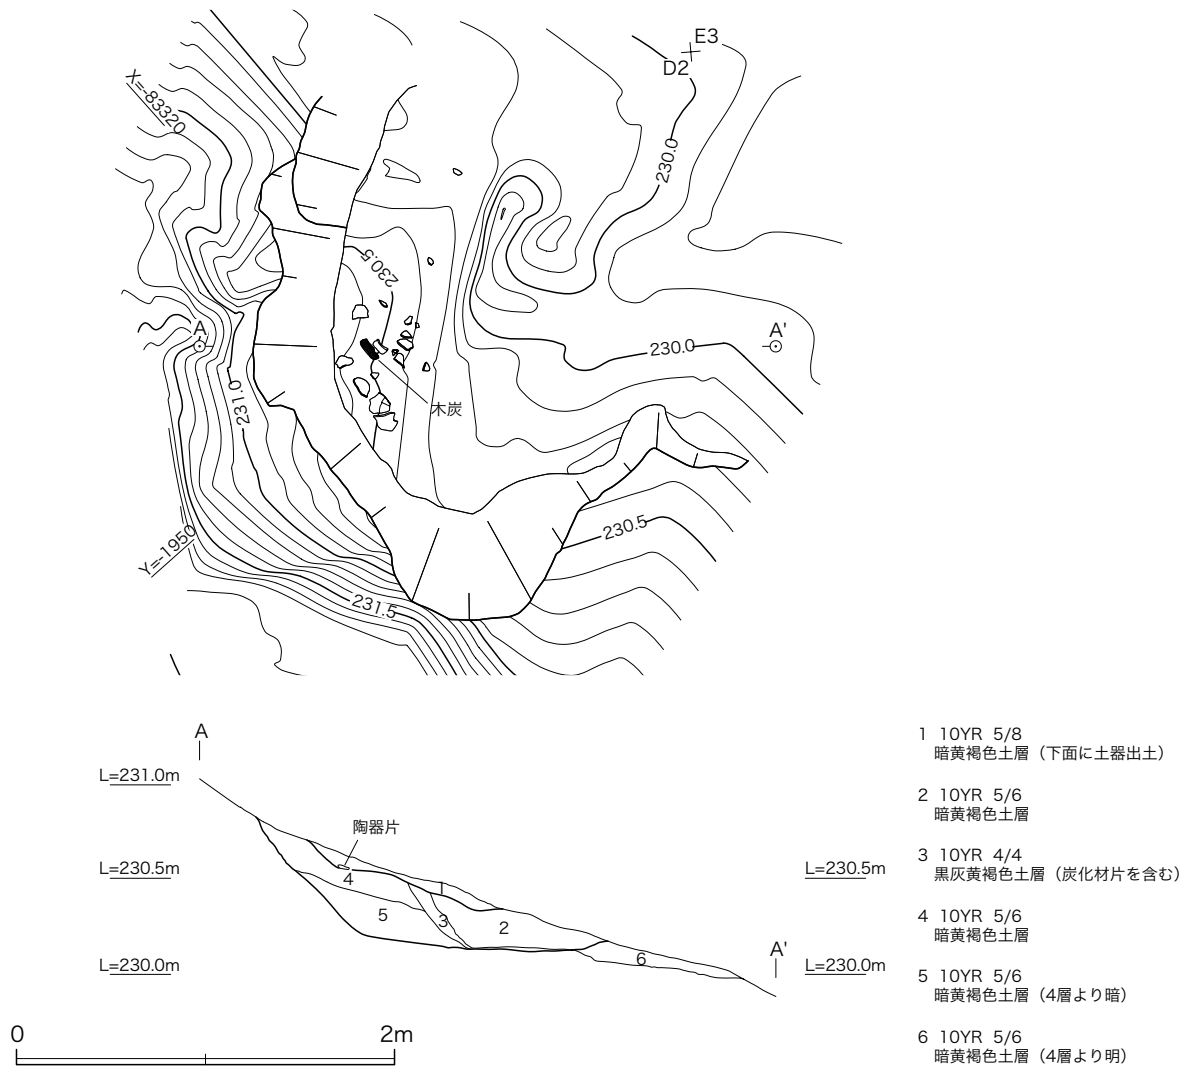 E3
D2
X=-83320
230.0
230.5
A
A'
230.0
231.0
木炭
230.5
Y=-1950
231.5
A
L=231.0m
陶器片
L=230.5m
L=230.5m
4
5
3
2
1
6
A'
L=230.0m
L=230.0m
0
2m
1 10YR 5/8
暗黄褐色土層（下面に土器出土）
2 10YR 5/6
暗黄褐色土層
3 10YR 4/4
黒灰黄褐色土層（炭化材片を含む）
4 10YR 5/6
暗黄褐色土層
5 10YR 5/6
暗黄褐色土層（4層より暗）
6 10YR 5/6
暗黄褐色土層（4層より明）